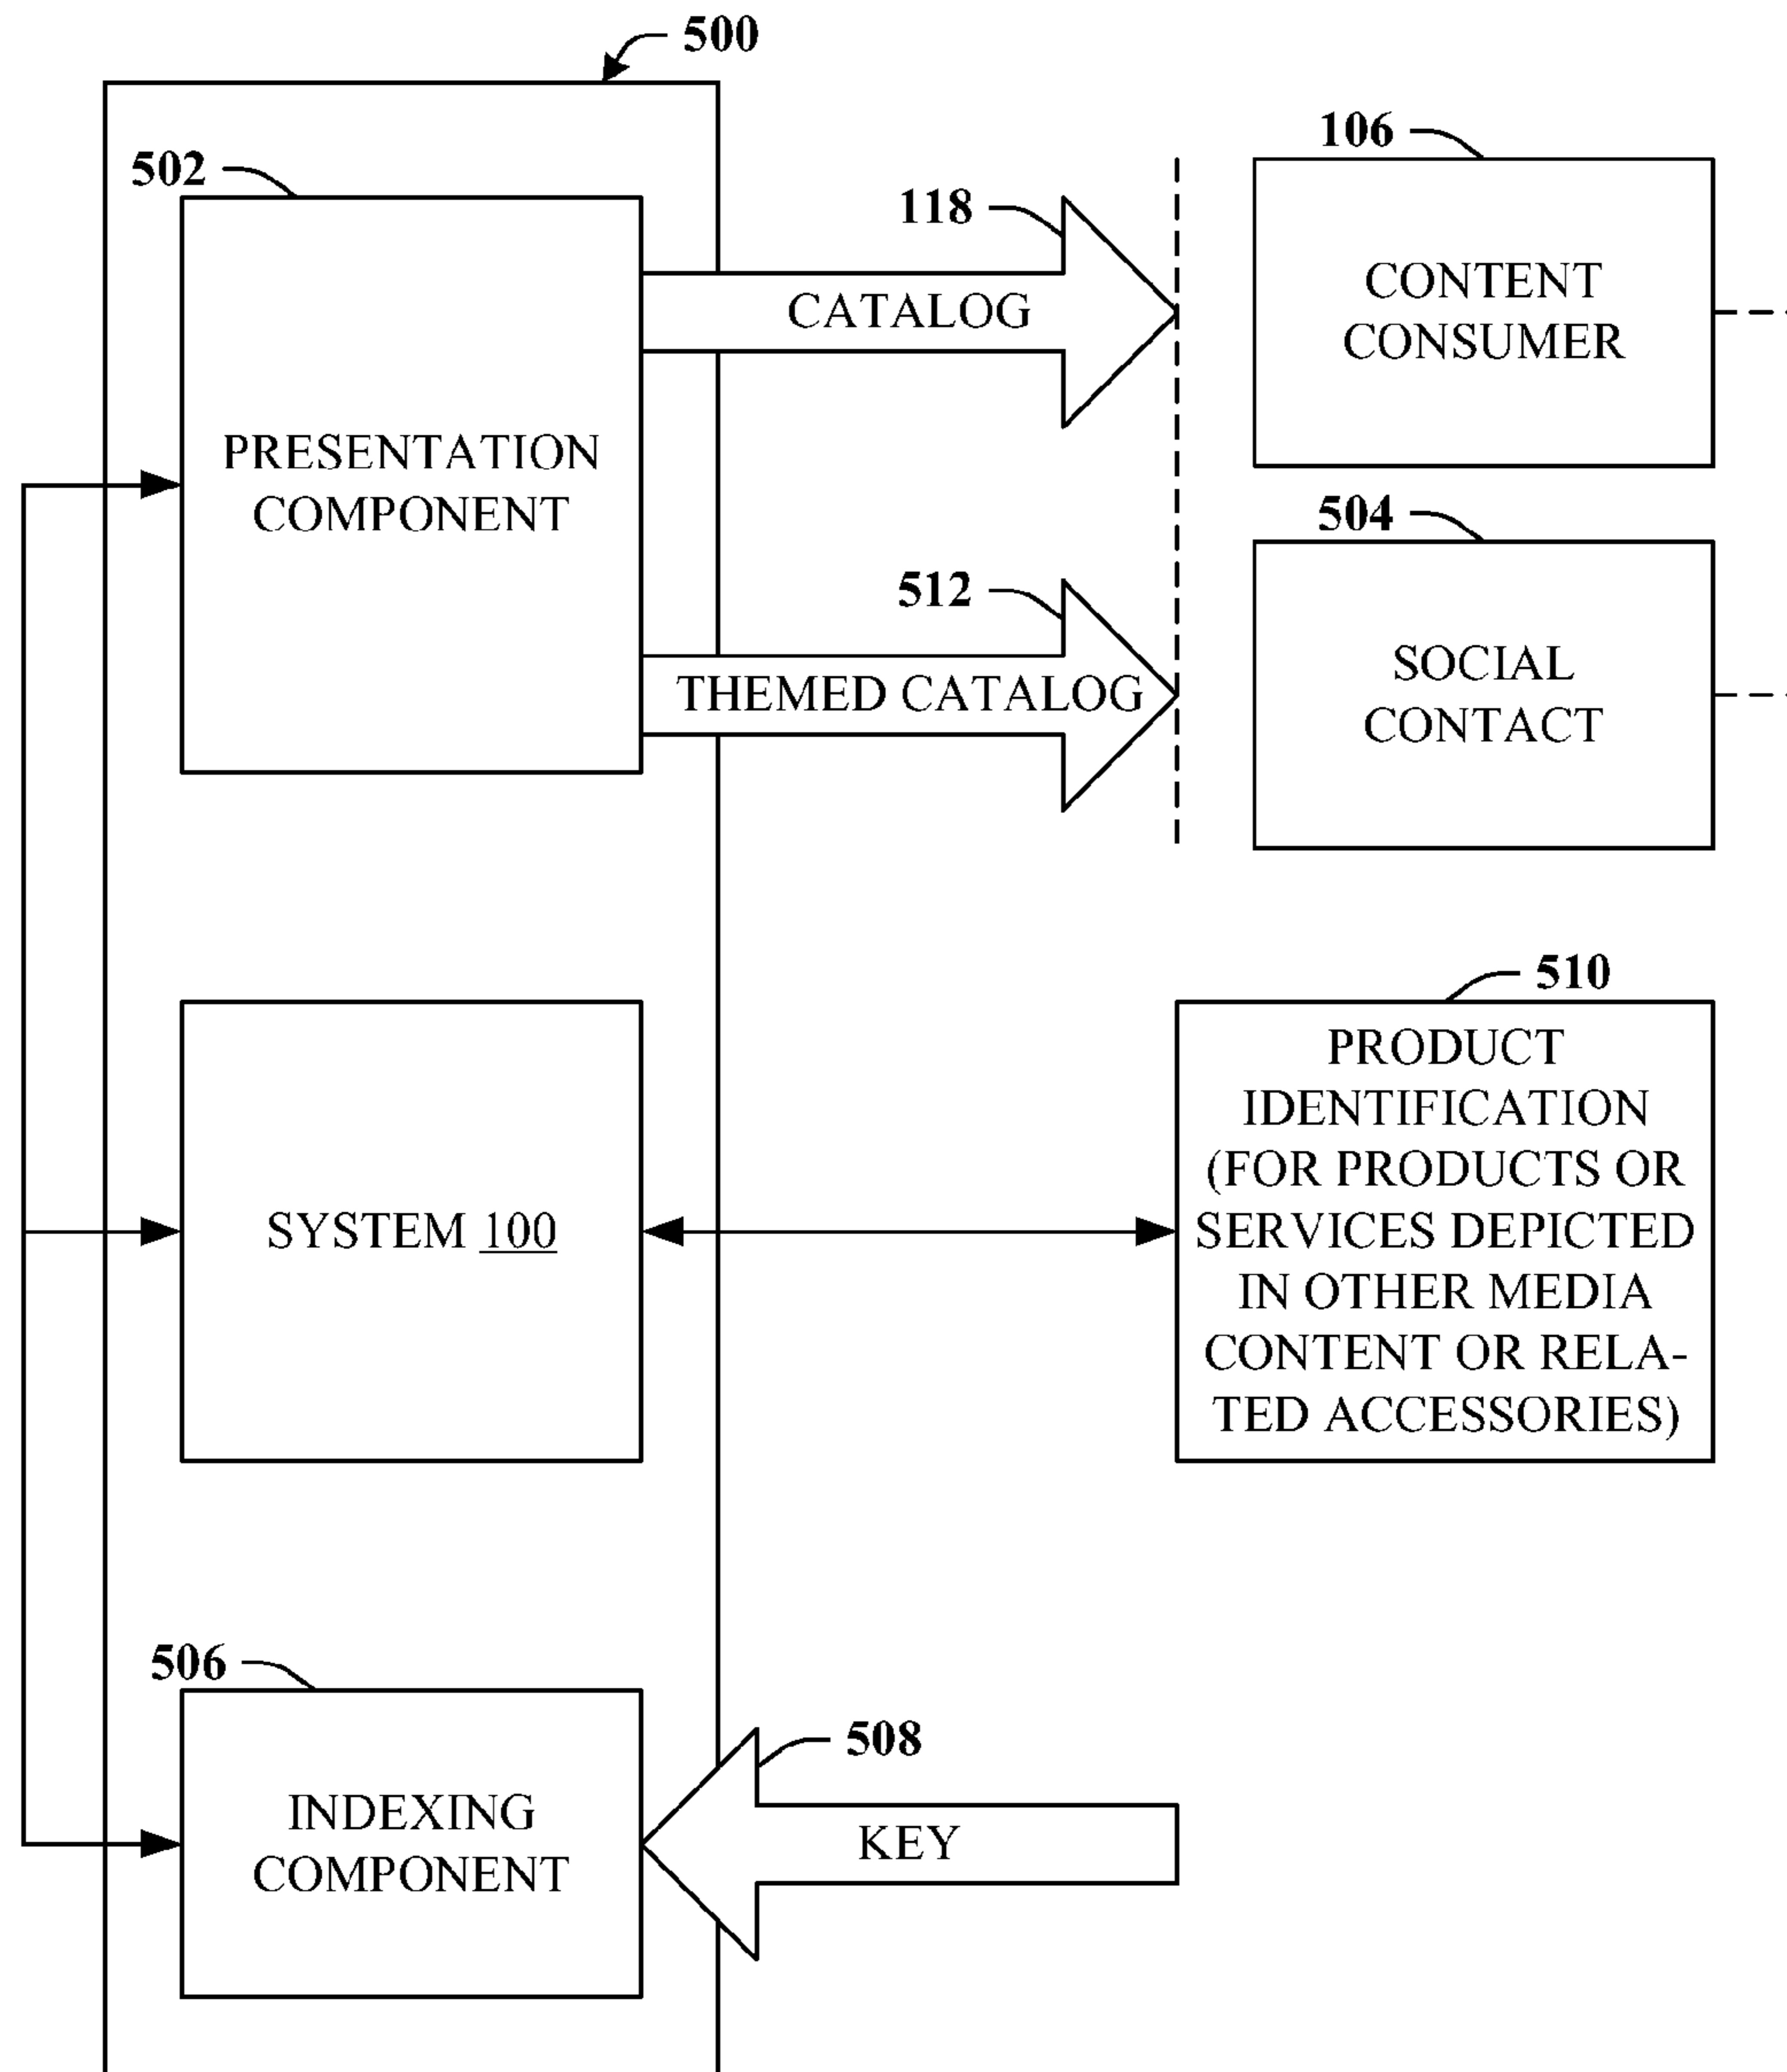 500
502
106
118
CATALOG
CONTENT
CONSUMER
PRESENTATION
COMPONENT
504
512
THEMED CATALOG
SOCIAL
CONTACT
510
PRODUCT
IDENTIFICATION
(FOR PRODUCTS OR
SERVICES DEPICTED
IN OTHER MEDIA
CONTENT OR RELA-
TED ACCESSORIES)
SYSTEM 100
506
508
INDEXING
COMPONENT
KEY